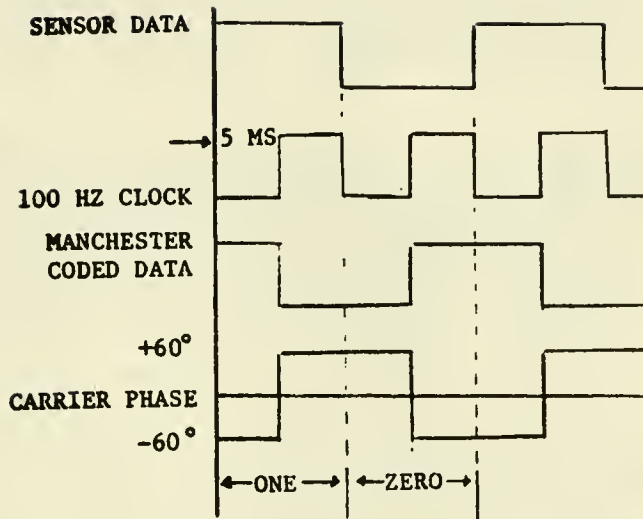 SENSOR DATA
5 MS
100 HZ CLOCK
MANCHESTER
CODED DATA
+60°
CARRIER PHASE
-60°
ONE
ZERO